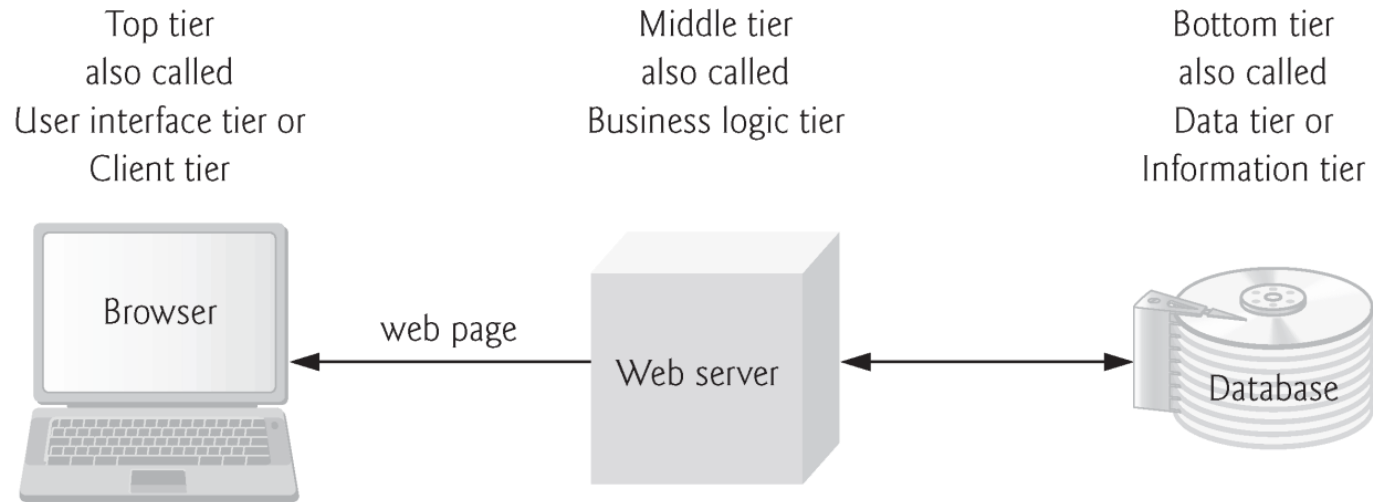 Top tier
also called
User interface tier or
Client tier
Middle tier
also called
Business logic tier
Bottom tier
also called
Data tier or
Information tier
Browser
web page
Web server
Database